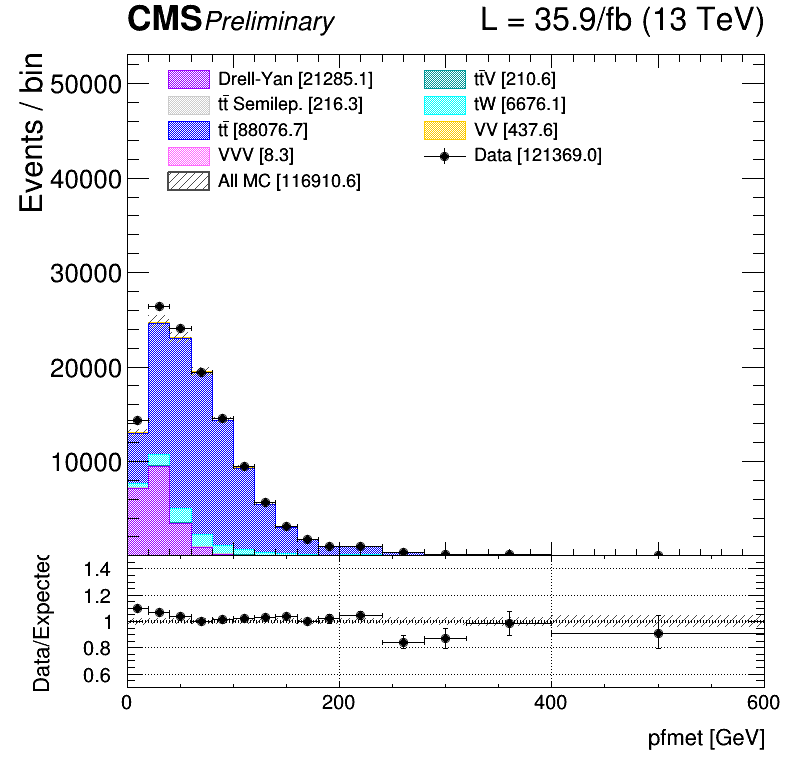 CMS Preliminary L = 35.9/fb (13 TeV)
Events / bin
50000
40000
30000
20000
10000
Drell-Yan [21285.1]
tt̄ Semilep. [216.3]
tt̄ [88076.7]
VVV [8.3]
All MC [116910.6]
tt̄V [210.6]
tW [6676.1]
VV [437.6]
Data [121369.0]
Data/Expected
1.4
1.2
1
0.8
0.6
0 200 400 600
pfmet [GeV]